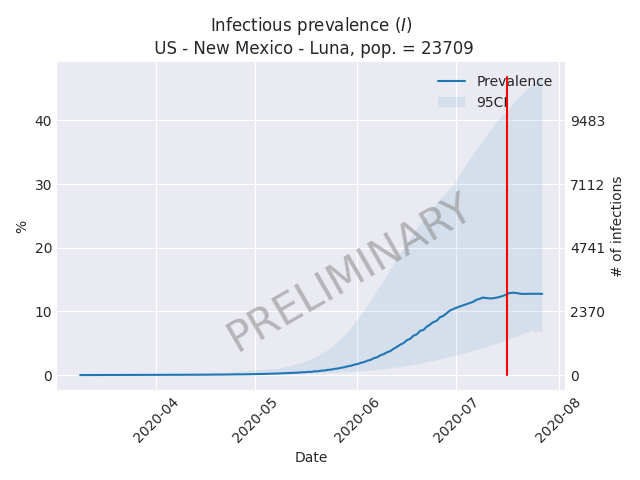 Infectious prevalence (I)
US - New Mexico - Luna, pop. = 23709
Prevalence
95CI
40
30
20
10
0
%
9483
7112
4741
2370
0
# of infections
PRELIMINARY
2020-04
2020-05
2020-06
2020-07
2020-08
Date